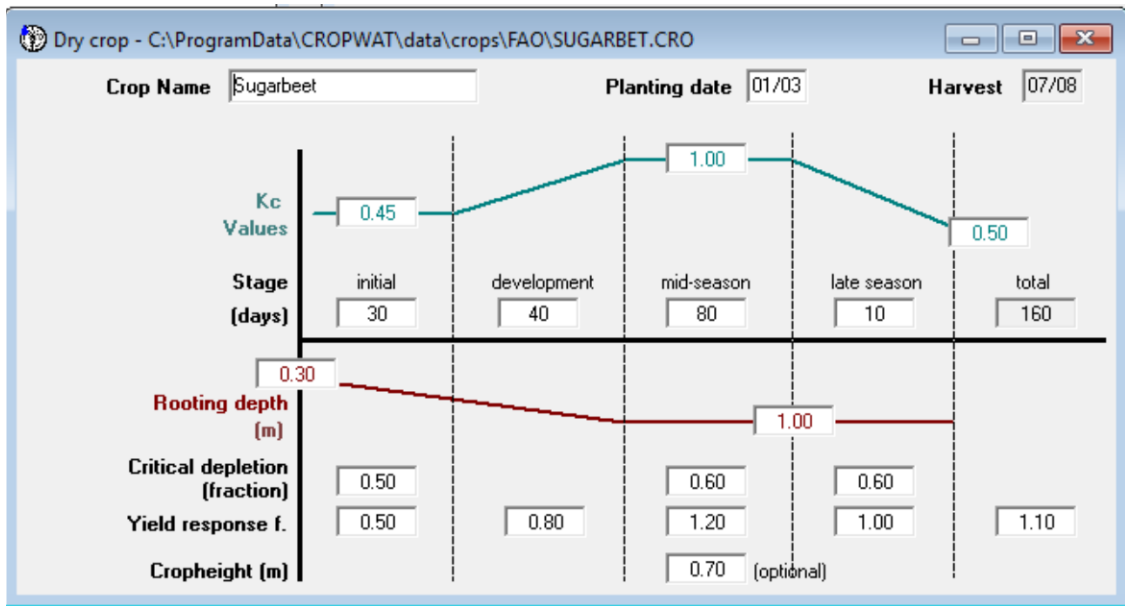 Dry crop - C:\ProgramData\CROPWAT\data\crops\FAO\SUGARBET.CRO
Crop Name Sugarbeet Planting date 01/03 Harvest 07/08
1.00
Kc 0.45
Values 0.50
Stage initial development mid-season late season total
(days) 30 40 80 10 160
0.30
Rooting depth 1.00
(m)
Critical depletion
(fraction) 0.50 0.60 0.60
Yield response f. 0.50 0.80 1.20 1.00 1.10
Cropheight (m) 0.70 (optional)